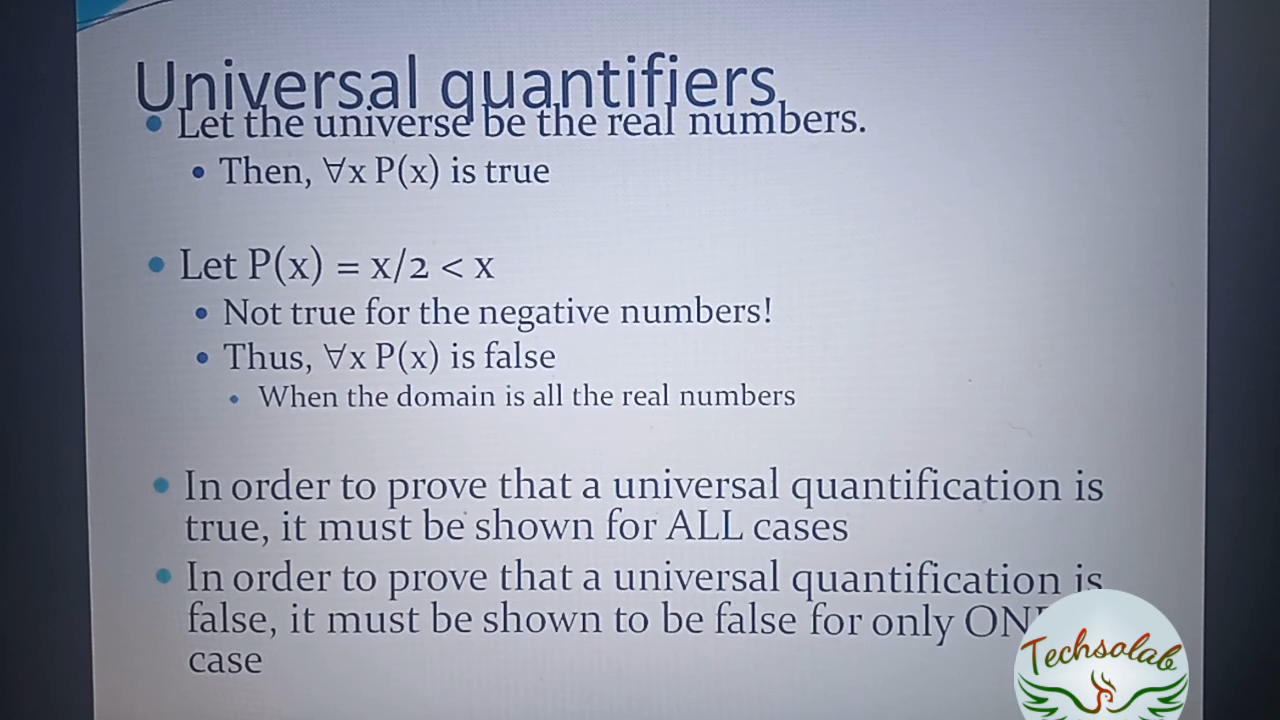 Universal quantifiers
Let the universe be the real numbers.
Then, ∀x P(x) is true
Let P(x) = x/2 < x
Not true for the negative numbers!
Thus, ∀x P(x) is false
When the domain is all the real numbers
In order to prove that a universal quantification is
true, it must be shown for ALL cases
In order to prove that a universal quantification is
false, it must be shown to be false for only
case
Techsolab